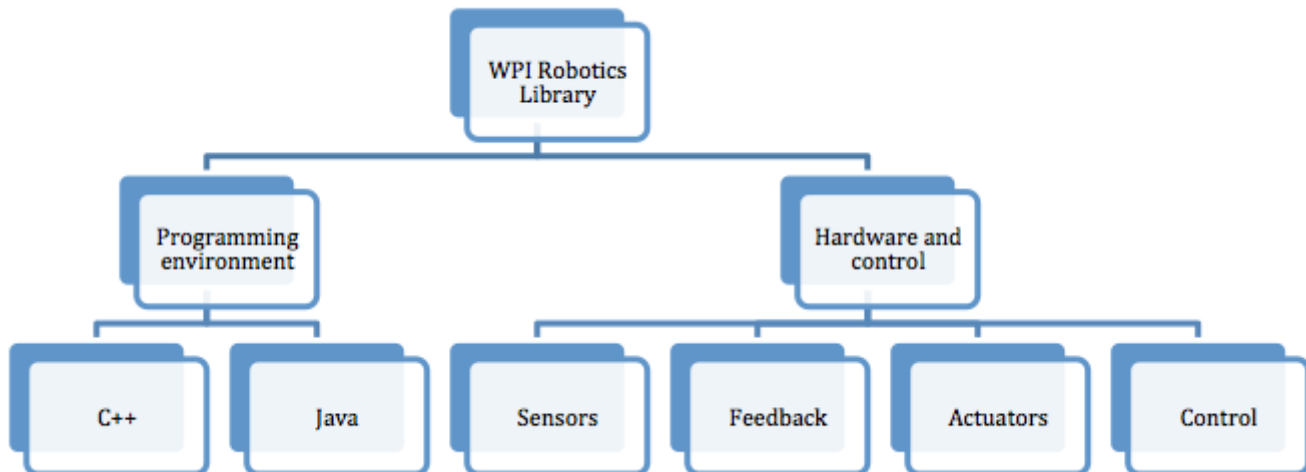 WPI Robotics
Library
Programming
environment
Hardware and
control
C++
Java
Sensors
Feedback
Actuators
Control